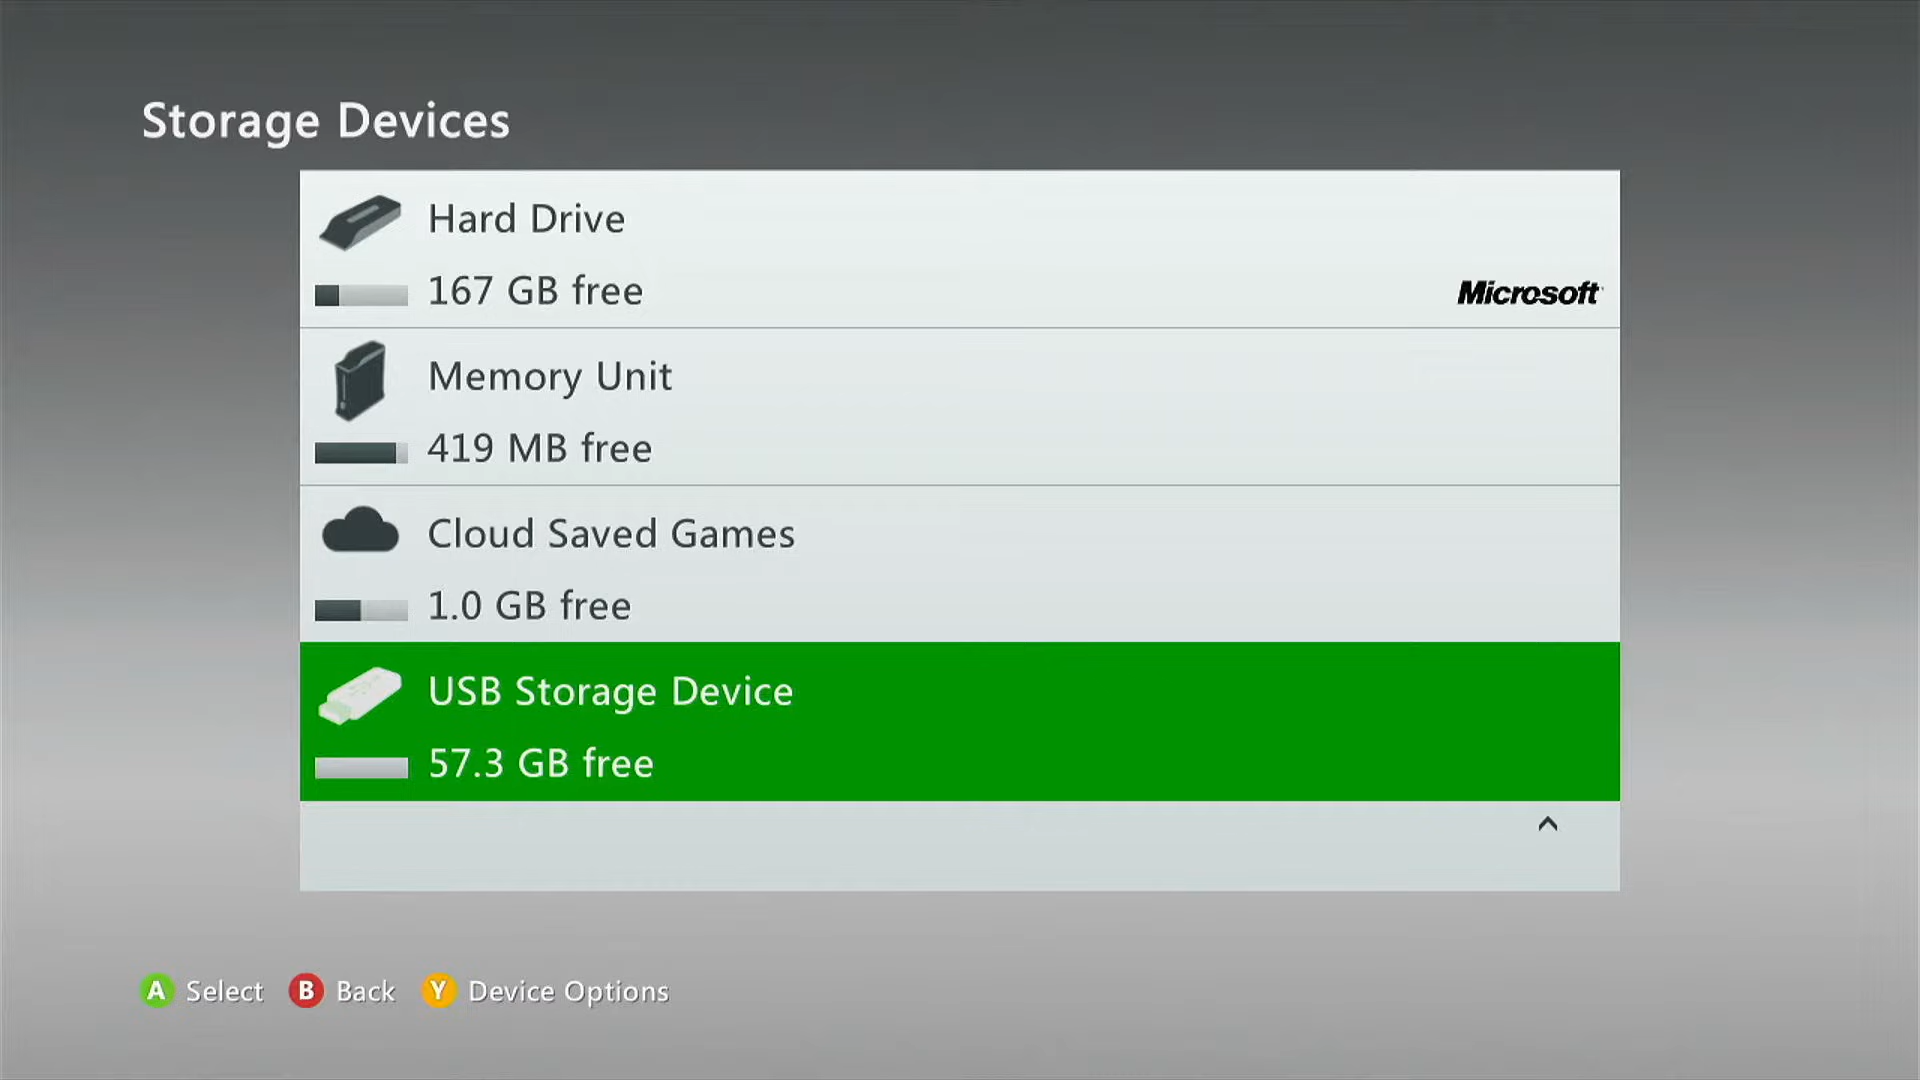 Storage Devices
Hard Drive
167 GB free
Microsoft
Memory Unit
419 MB free
Cloud Saved Games
1.0 GB free
USB Storage Device
57.3 GB free
A Select B Back Y Device Options